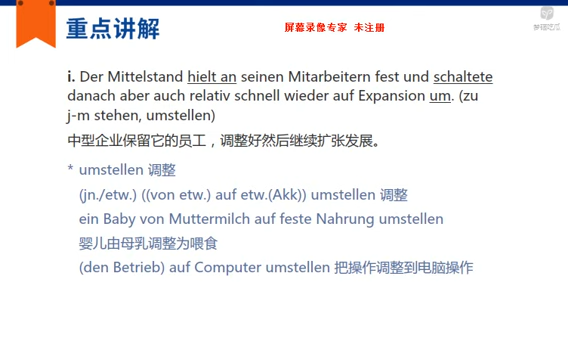 重点讲解
屏幕录像专家 未注册
梦珊吃瓜
i. Der Mittelstand hielt an seinen Mitarbeitern fest und schaltete
danach aber auch relativ schnell wieder auf Expansion um. (zu
j-m stehen, umstellen)
中型企业保留它的员工，调整好然后继续扩张发展。
* umstellen 调整
(jn./etw.) ((von etw.) auf etw.(Akk)) umstellen 调整
ein Baby von Muttermilch auf feste Nahrung umstellen
婴儿由母乳调整为喂食
(den Betrieb) auf Computer umstellen 把操作调整到电脑操作